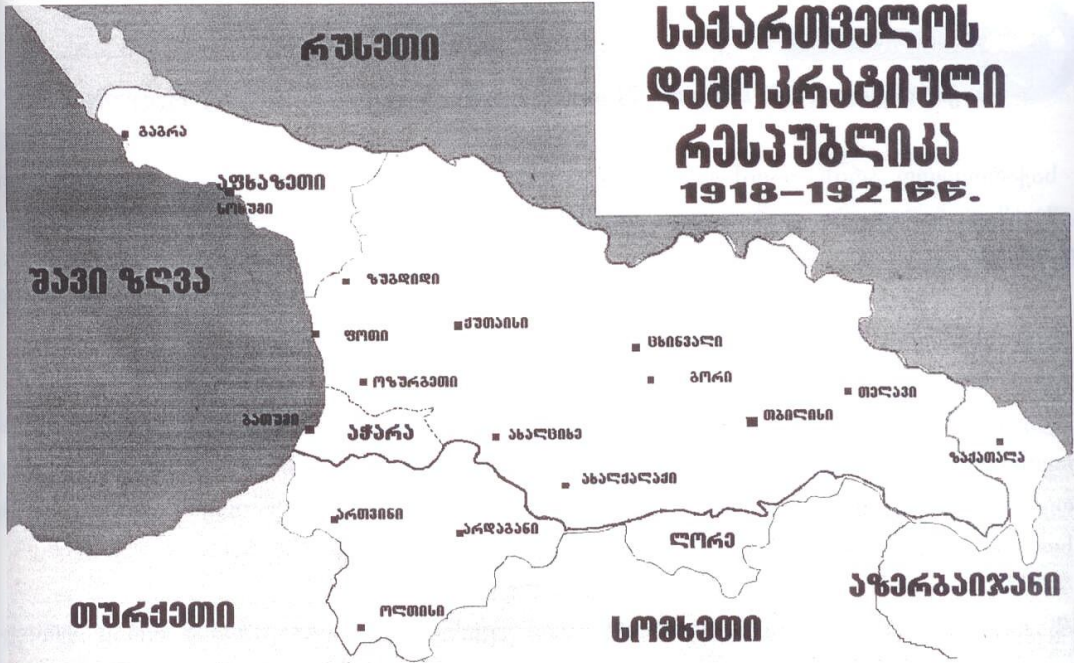 საქართველოს
დემოკრატიული
რესპუბლიკა
1918–1921წწ.
რუსეთი
გაგრა
აფხაზეთი
სოხუმი
შავი ზღვა
ზუგდიდი
ფოთი
ქუთაისი
ცხინვალი
ოზურგეთი
გორი
თელავი
ბათუმი
აჭარა
ახალციხე
თბილისი
ზაქათალა
ახალქალაქი
ართვინი
არდაგანი
ლორე
აზერბაიჯანი
თურქეთი
ოლთისი
სომხეთი